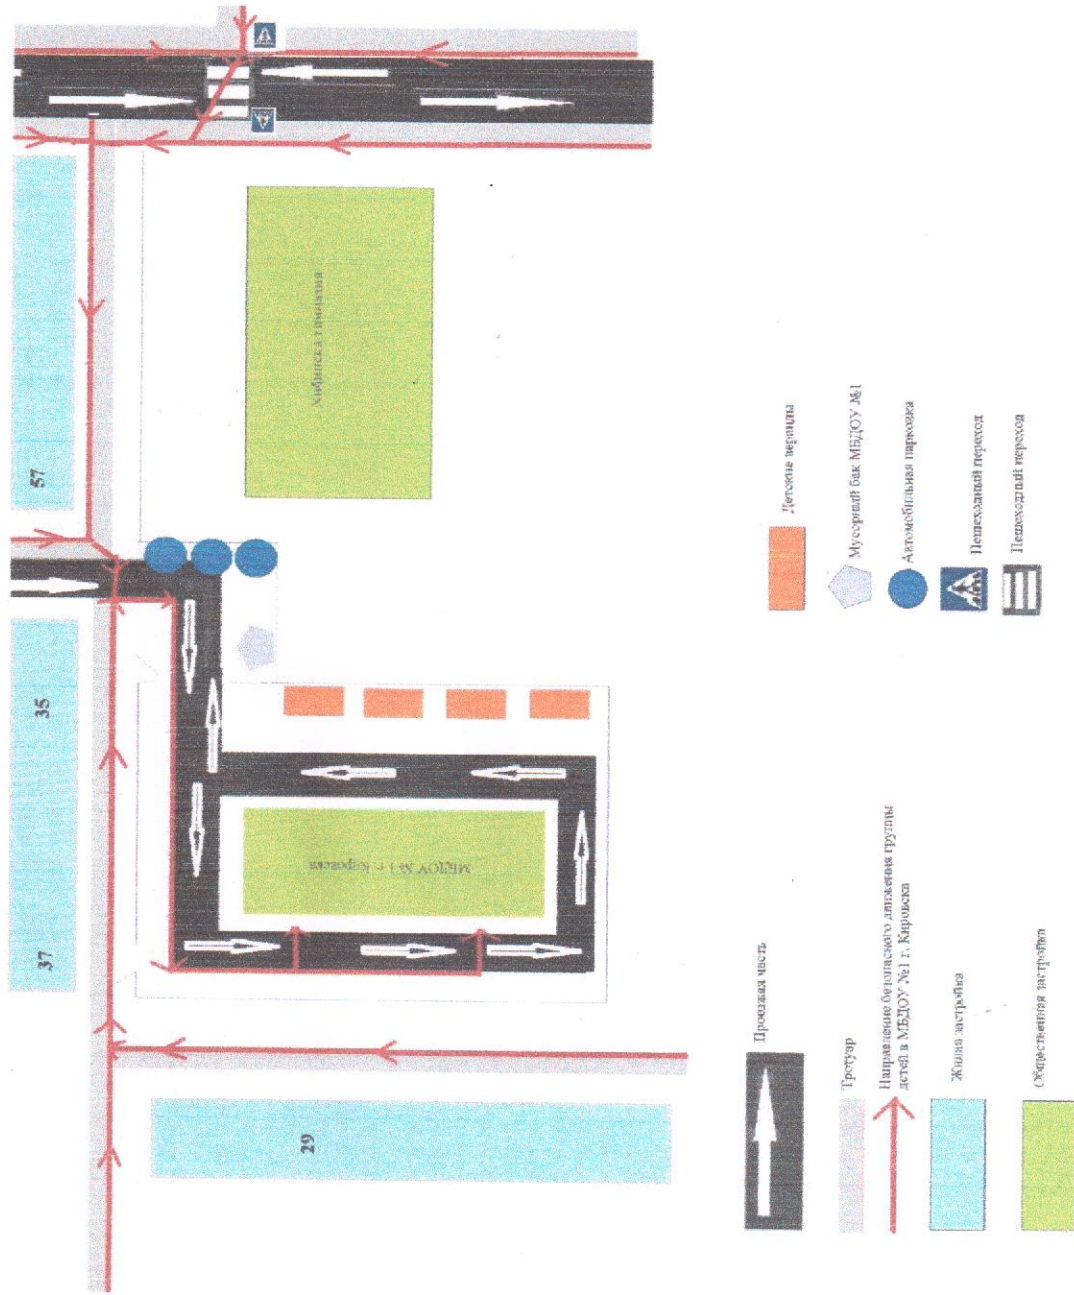 57
35
37
29
Хибинска гимназия
МБДОУ №1 г. Кировска
Проезжая часть
Тротуар
Направление безопасного движения группы
детей в МБДОУ №1 г. Кировска
Жилая застройка
Общественная застройка
Детские веранды
Мусорный бак МБДОУ №1
Автомобильная парковка
Пешеходный переход
Пешеходный переход